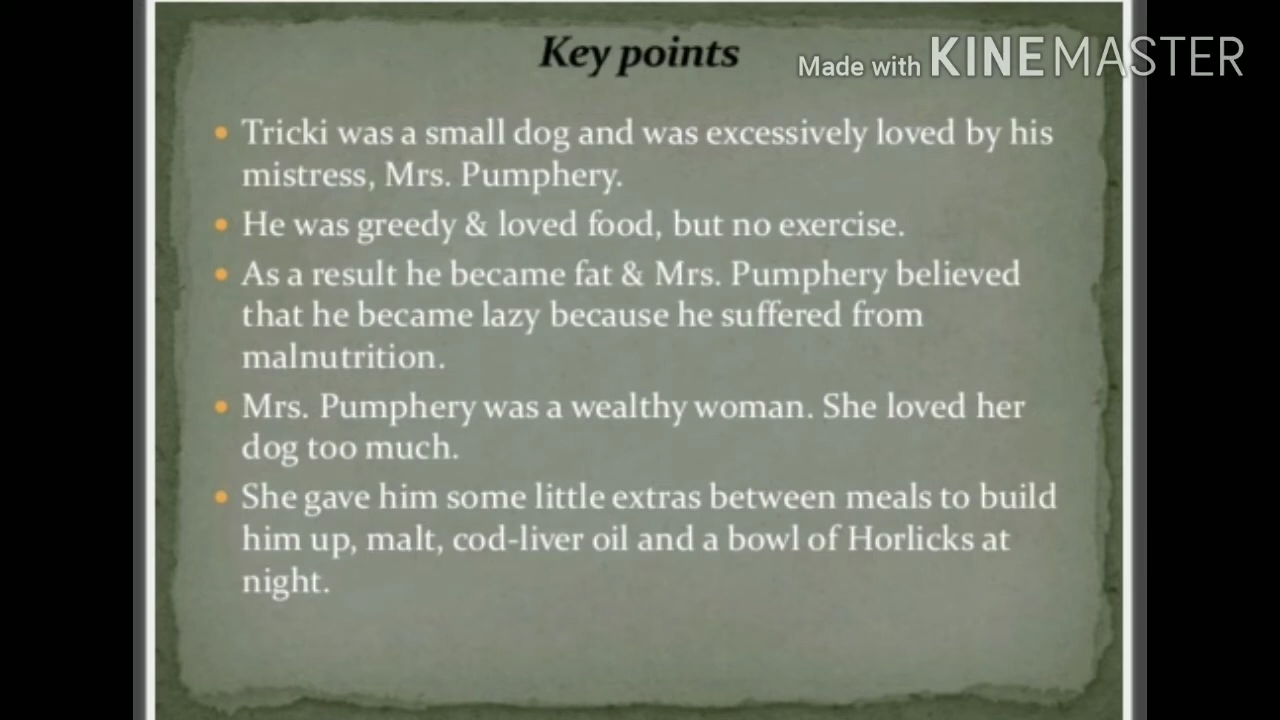 Key points
Made with KINEMASTER
• Tricki was a small dog and was excessively loved by his
mistress, Mrs. Pumphery.
• He was greedy & loved food, but no exercise.
• As a result he became fat & Mrs. Pumphery believed
that he became lazy because he suffered from
malnutrition.
• Mrs. Pumphery was a wealthy woman. She loved her
dog too much.
• She gave him some little extras between meals to build
him up, malt, cod-liver oil and a bowl of Horlicks at
night.